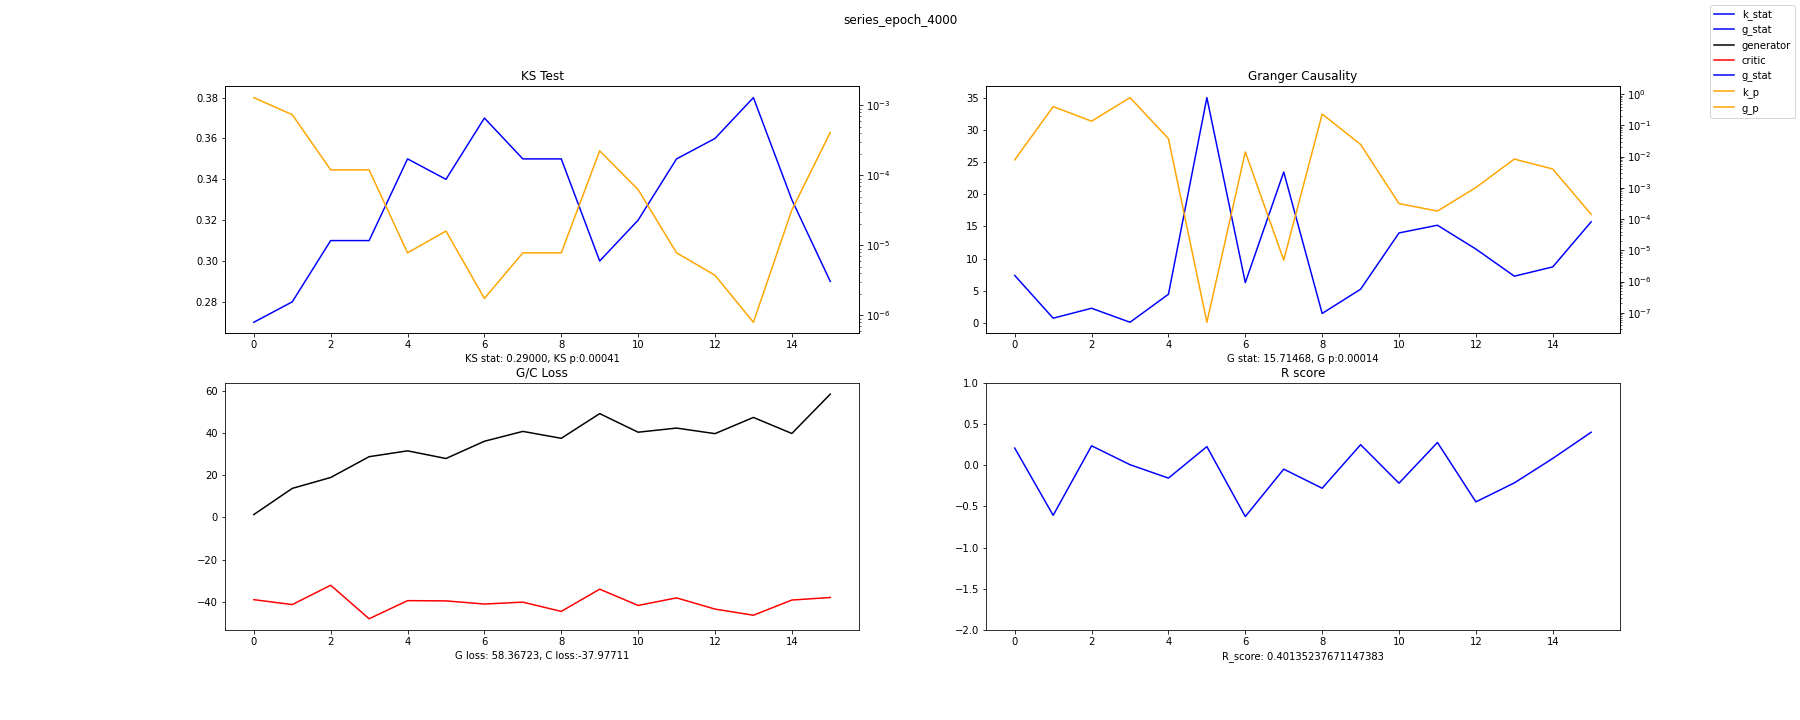 series_epoch_4000
k_stat
g_stat
generator
critic
g_stat
k_p
g_p
KS Test
0.38
0.36
0.34
0.32
0.30
0.28
10⁻³
10⁻⁴
10⁻⁵
10⁻⁶
0 2 4 6 8 10 12 14
KS stat: 0.29000, KS p:0.00041
Granger Causality
35
30
25
20
15
10
5
0
10⁰
10⁻¹
10⁻²
10⁻³
10⁻⁴
10⁻⁵
10⁻⁶
10⁻⁷
0 2 4 6 8 10 12 14
G stat: 15.71468, G p:0.00014
G/C Loss
60
40
20
0
−20
−40
0 2 4 6 8 10 12 14
G loss: 58.36723, C loss:-37.97711
R score
1.0
0.5
0.0
−0.5
−1.0
−1.5
−2.0
0 2 4 6 8 10 12 14
R_score: 0.40135237671147383